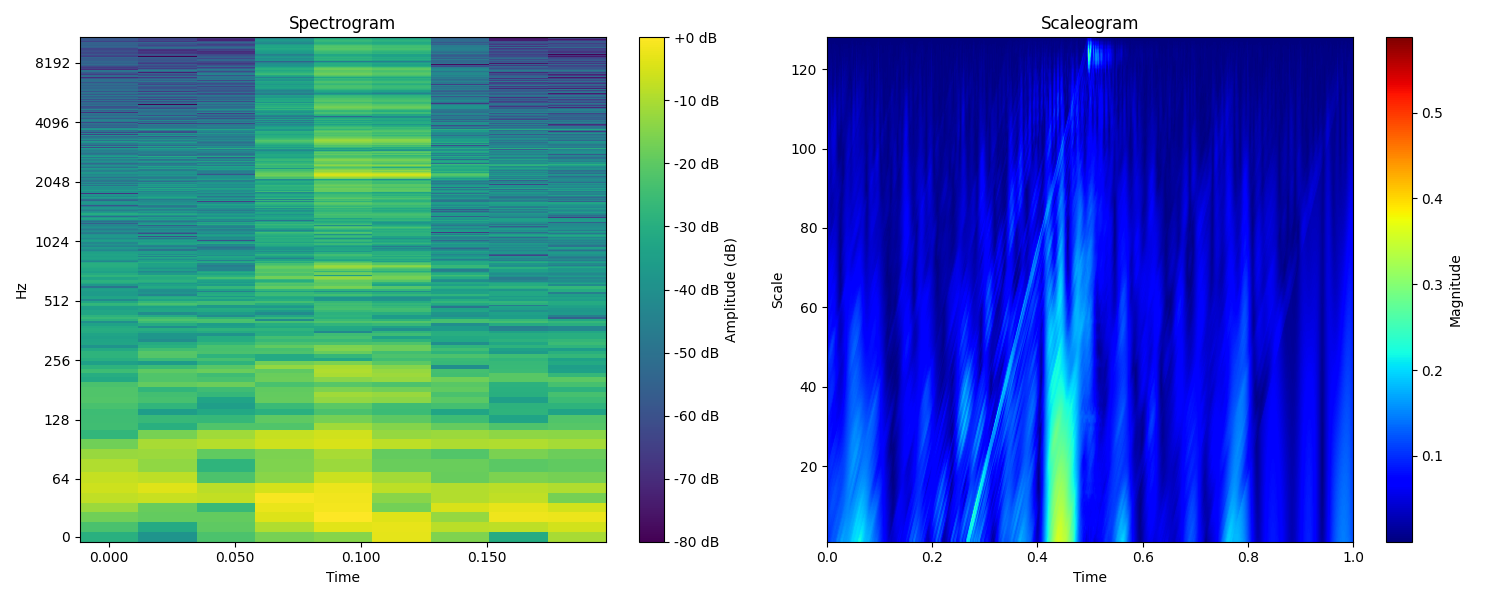 Spectrogram
Hz
8192
4096
2048
1024
512
256
128
64
0
0.000
0.050
0.100
0.150
Time
+0 dB
-10 dB
-20 dB
-30 dB
-40 dB
-50 dB
-60 dB
-70 dB
-80 dB
Amplitude (dB)
Scaleogram
Scale
120
100
80
60
40
20
0.0
0.2
0.4
0.6
0.8
1.0
Time
0.5
0.4
0.3
0.2
0.1
Magnitude